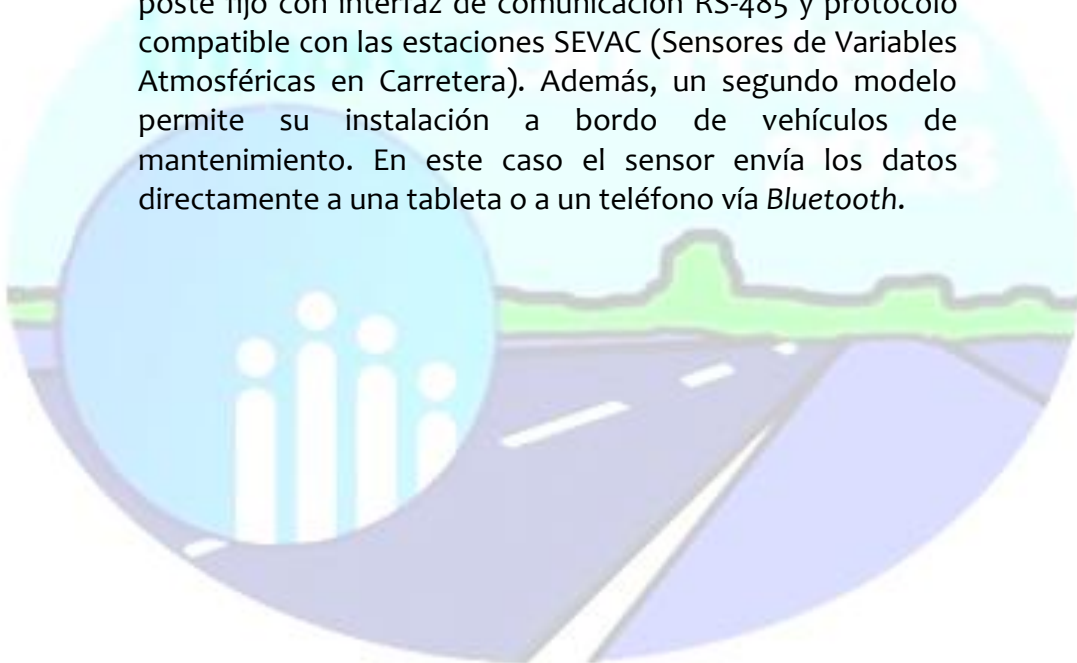 poste fijo con interfaz de comunicación RS-485 y protocolo
compatible con las estaciones SEVAC (Sensores de Variables
Atmosféricas en Carretera). Además, un segundo modelo
permite su instalación a bordo de vehículos de
mantenimiento. En este caso el sensor envía los datos
directamente a una tableta o a un teléfono vía Bluetooth.